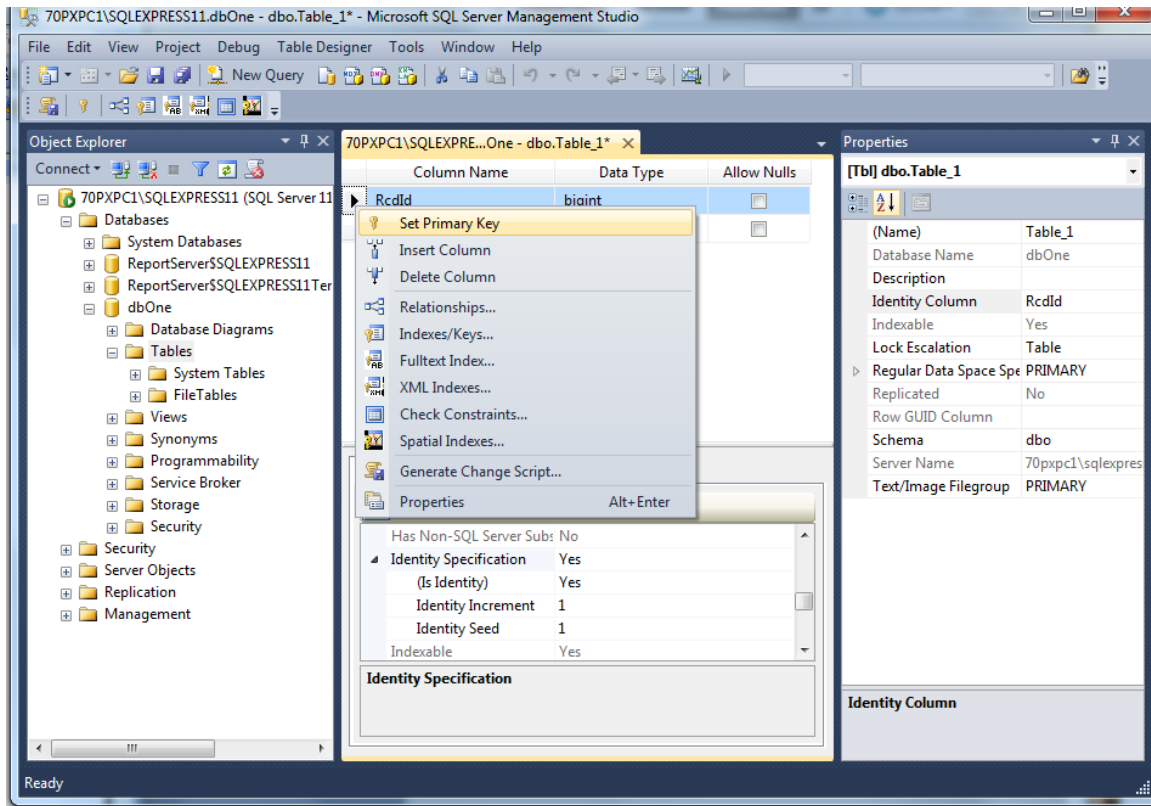 70PXPC1\SQLEXPRESS11.dbOne - dbo.Table_1* - Microsoft SQL Server Management Studio
File Edit View Project Debug Table Designer Tools Window Help
New Query
Object Explorer
Connect
70PXPC1\SQLEXPRESS11 (SQL Server 11
Databases
System Databases
ReportServer$SQLEXPRESS11
ReportServer$SQLEXPRESS11Ter
dbOne
Database Diagrams
Tables
System Tables
FileTables
Views
Synonyms
Programmability
Service Broker
Storage
Security
Security
Server Objects
Replication
Management
70PXPC1\SQLEXPRE...One - dbo.Table_1*
Column Name Data Type Allow Nulls
RcdId bigint
Set Primary Key
Insert Column
Delete Column
Relationships...
Indexes/Keys...
Fulltext Index...
XML Indexes...
Check Constraints...
Spatial Indexes...
Generate Change Script...
Properties Alt+Enter
Has Non-SQL Server Subs No
Identity Specification Yes
(Is Identity) Yes
Identity Increment 1
Identity Seed 1
Indexable Yes
Identity Specification
Properties
[Tbl] dbo.Table_1
(Name) Table_1
Database Name dbOne
Description
Identity Column RcdId
Indexable Yes
Lock Escalation Table
Regular Data Space Spe PRIMARY
Replicated No
Row GUID Column
Schema dbo
Server Name 70pxpc1\sqlexpres
Text/Image Filegroup PRIMARY
Identity Column
Ready